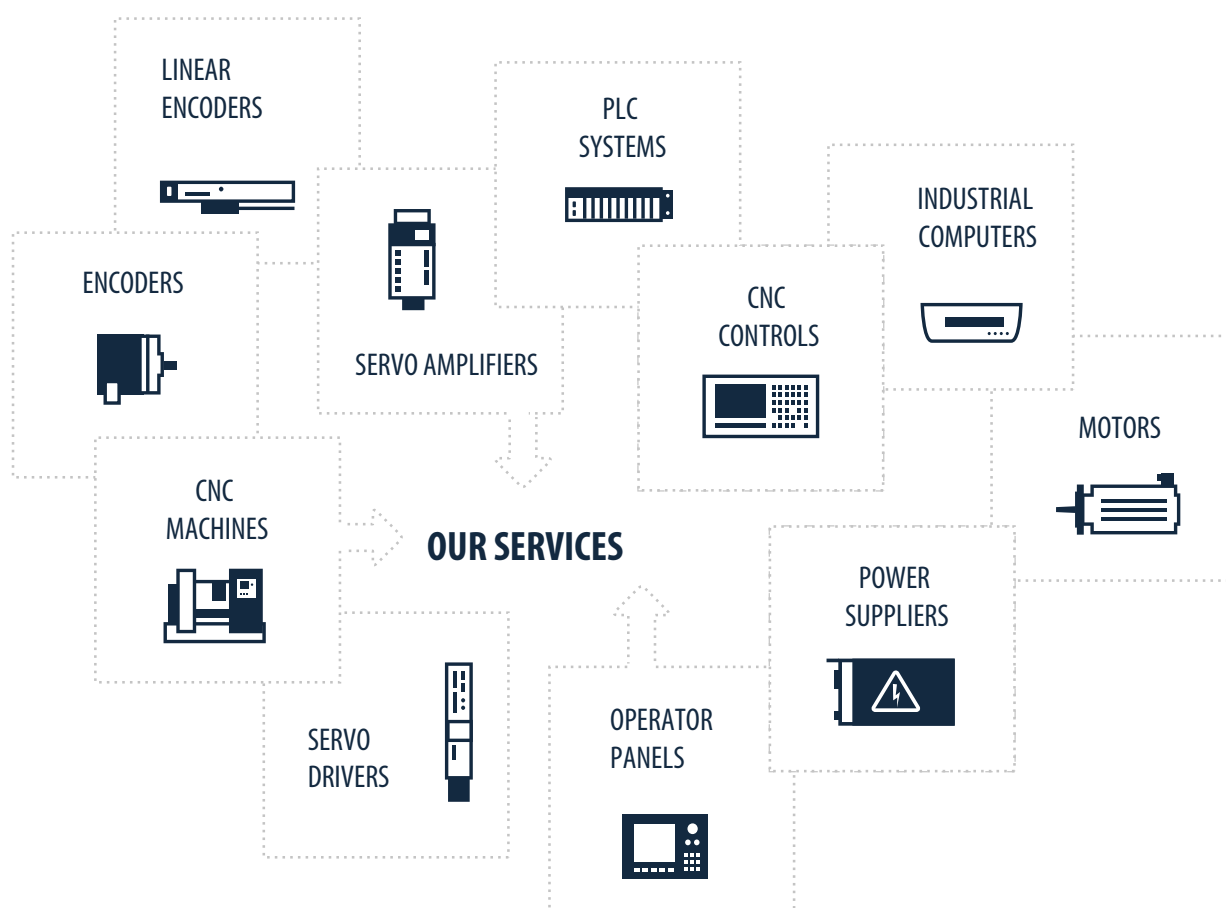 LINEAR
ENCODERS
PLC
SYSTEMS
INDUSTRIAL
COMPUTERS
ENCODERS
CNC
CONTROLS
SERVO AMPLIFIERS
MOTORS
CNC
MACHINES
OUR SERVICES
POWER
SUPPLIERS
SERVO
DRIVERS
OPERATOR
PANELS